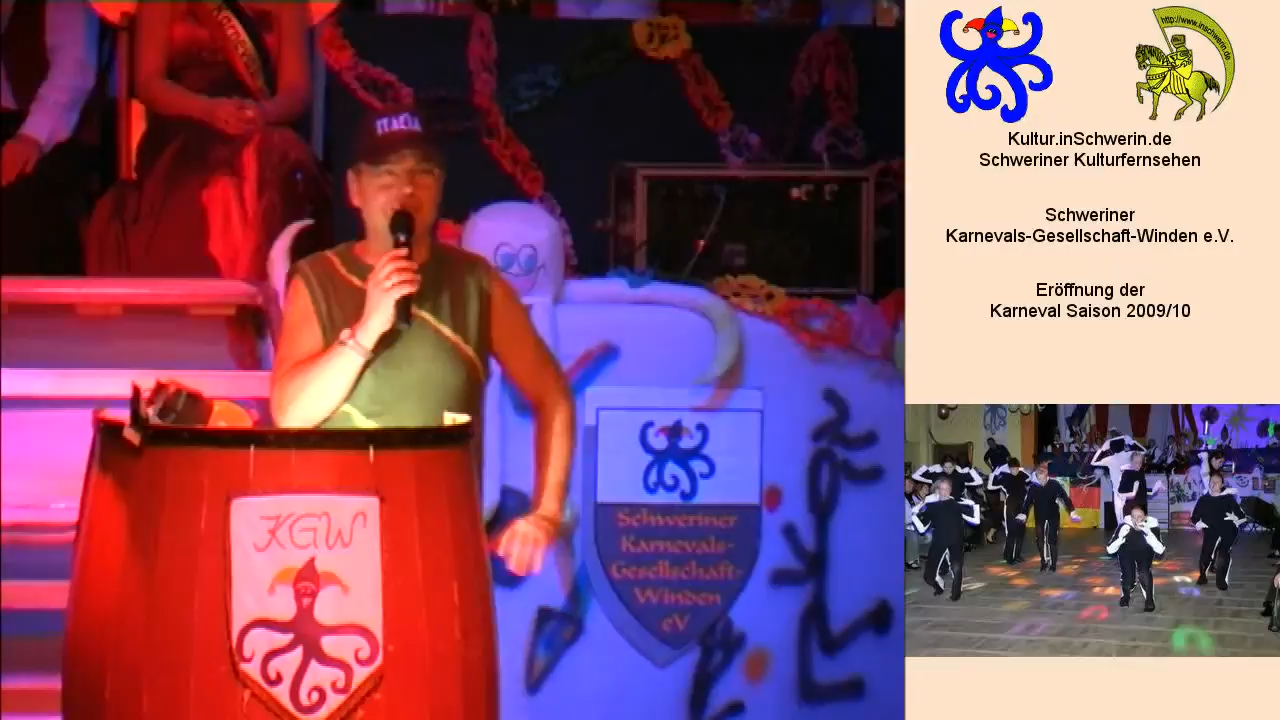 ITALIA
KGW
Schweriner
Karnevals-
Gesellschaft-
Winden
eV
http://www.inschwerin.de
Kultur.inSchwerin.de
Schweriner Kulturfernsehen
Schweriner
Karnevals-Gesellschaft-Winden e.V.
Eröffnung der
Karneval Saison 2009/10